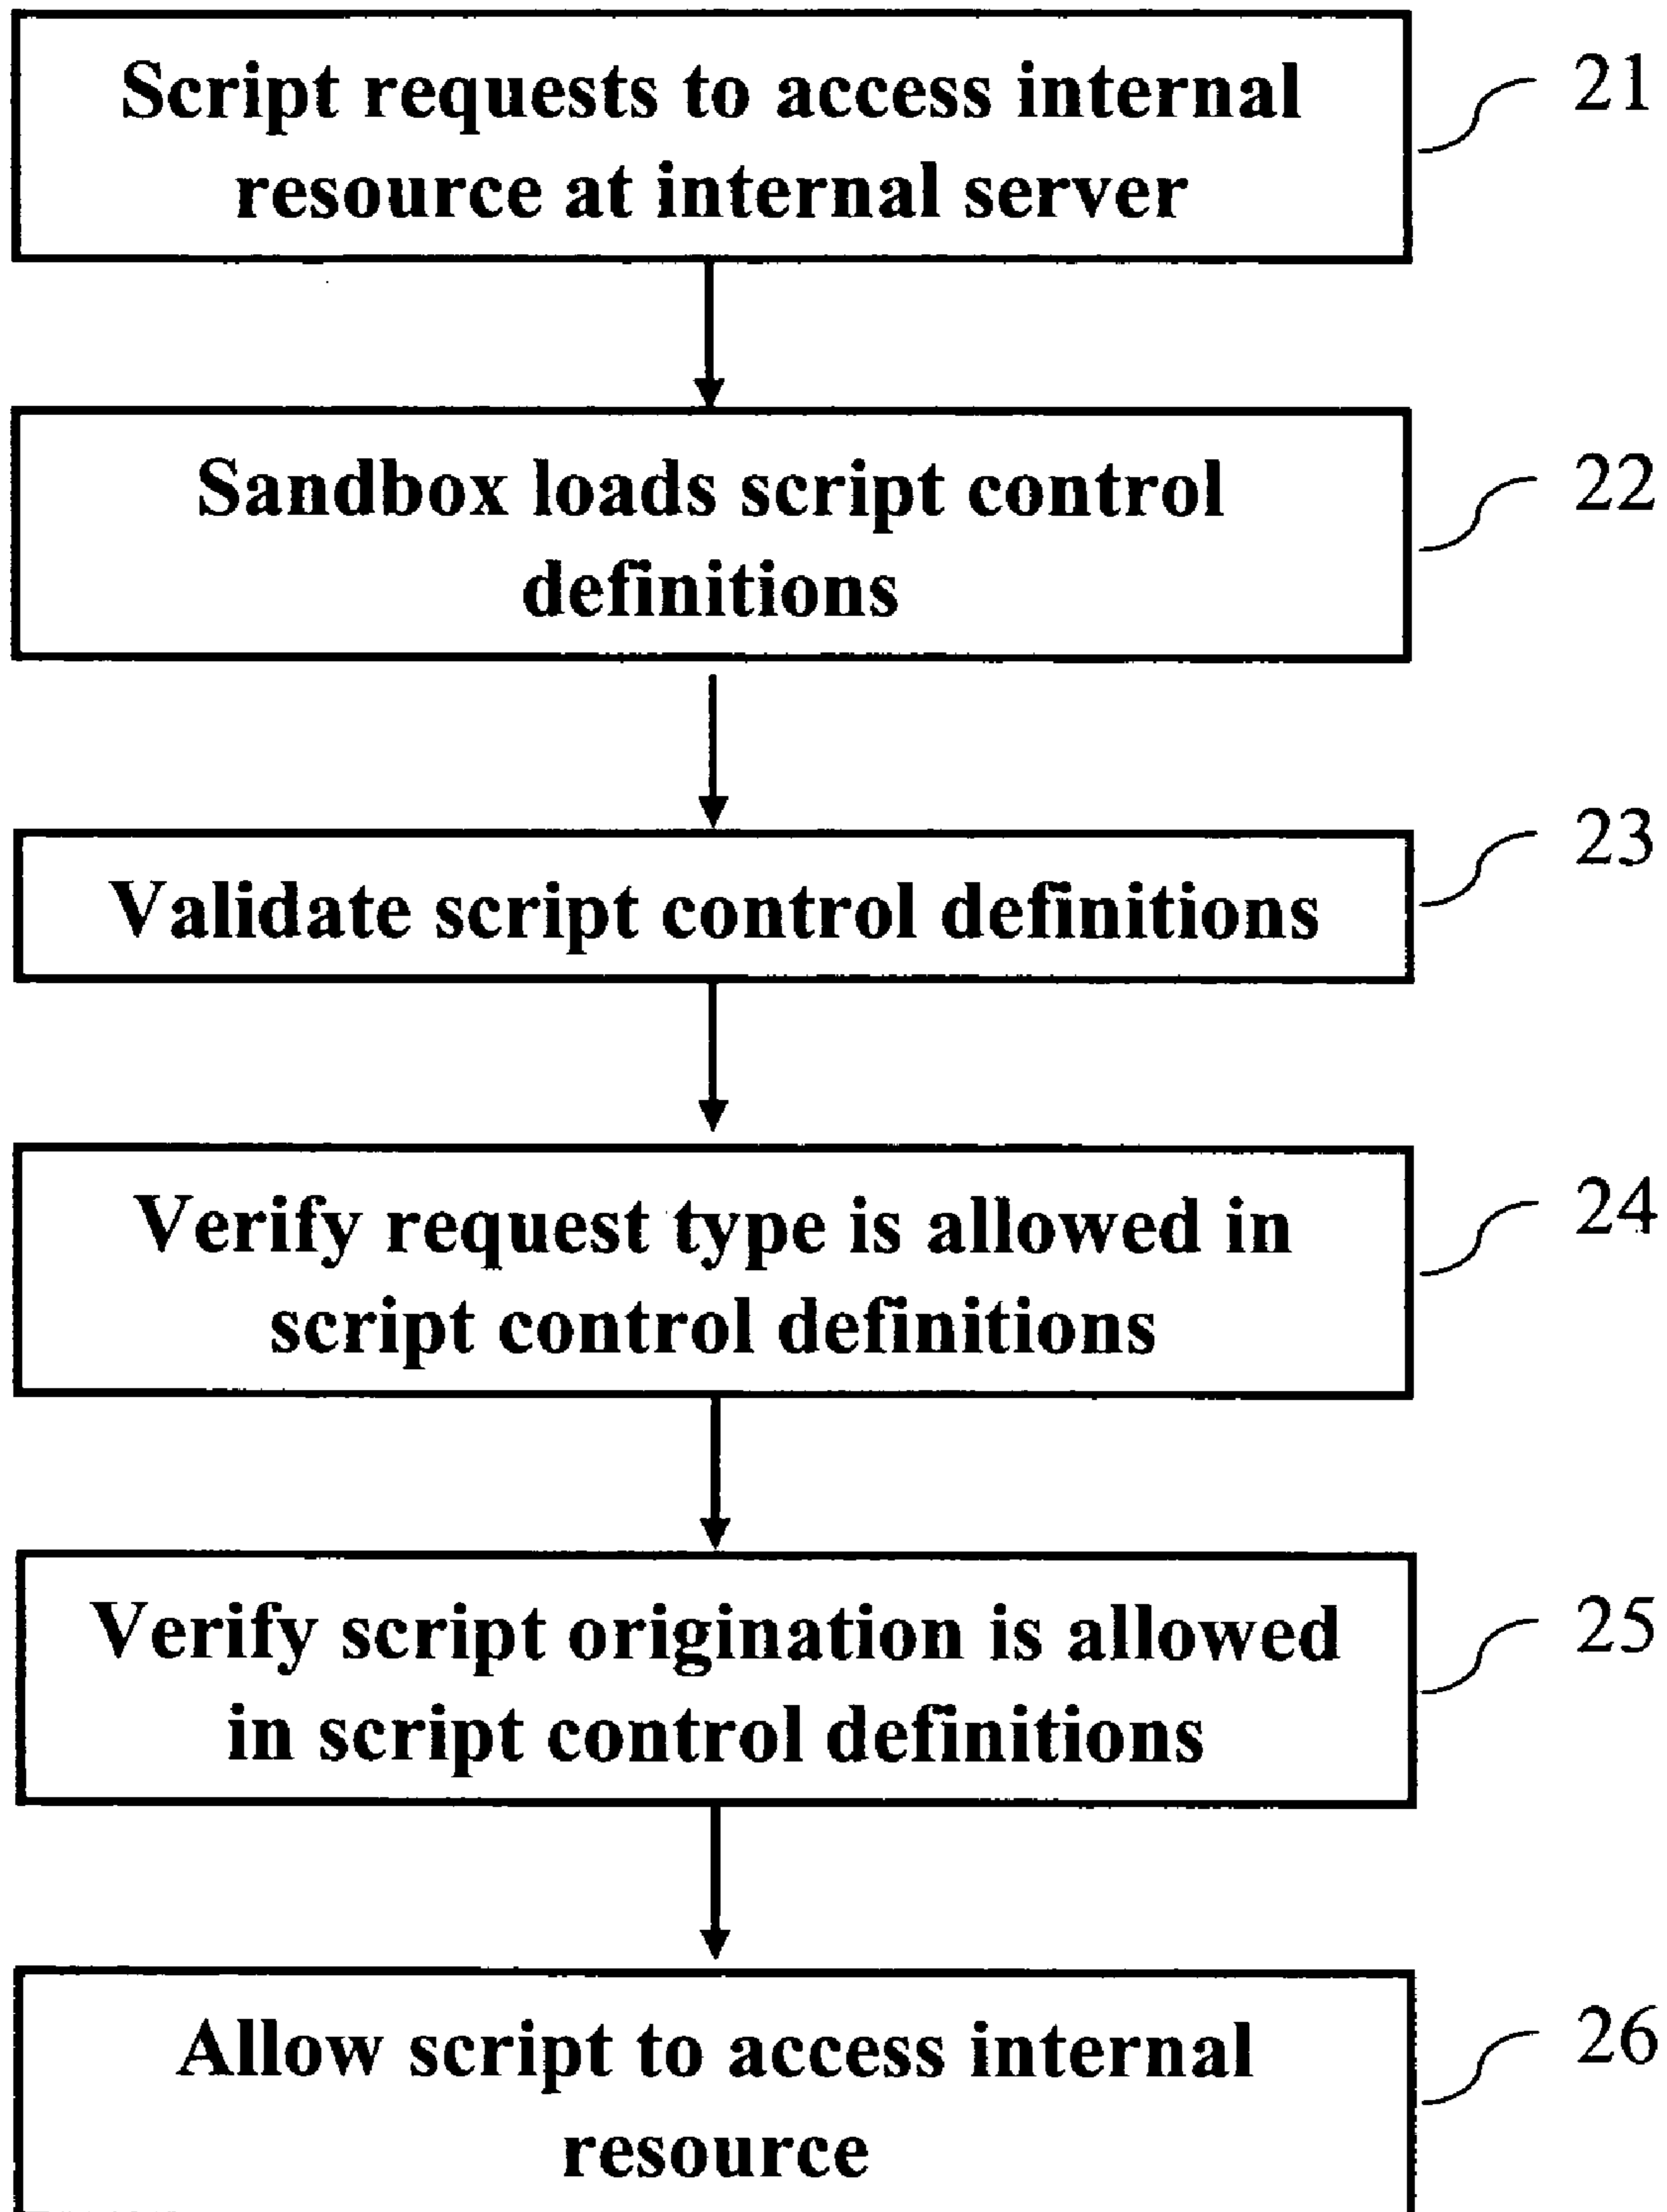 Script requests to access internal
resource at internal server
21
Sandbox loads script control
definitions
22
Validate script control definitions
23
Verify request type is allowed in
script control definitions
24
Verify script origination is allowed
in script control definitions
25
Allow script to access internal
resource
26